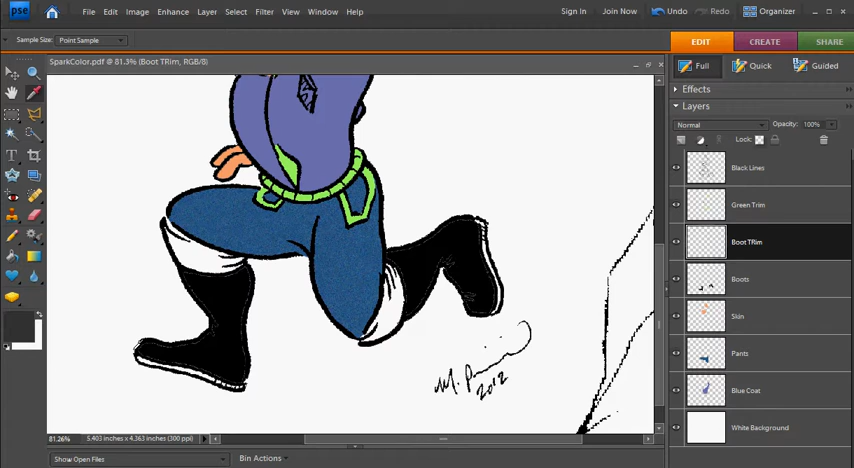 pse File Edit Image Enhance Layer Select Filter View Window Help Sign In Join Now Undo Redo Organizer
Sample Size: Point Sample EDIT CREATE SHARE
SparkColor.pdf @ 81.3% (Boot TRim, RGB/8)
Full Quick Guided
Effects
Layers
Normal Opacity: 100%
Lock:
Black Lines
Green Trim
Boot TRim
Boots
Skin
Pants
Blue Coat
White Background
M. P
2012
81.26% 5.403 inches x 4.363 inches (300 ppi)
Show Open Files Bin Actions
T